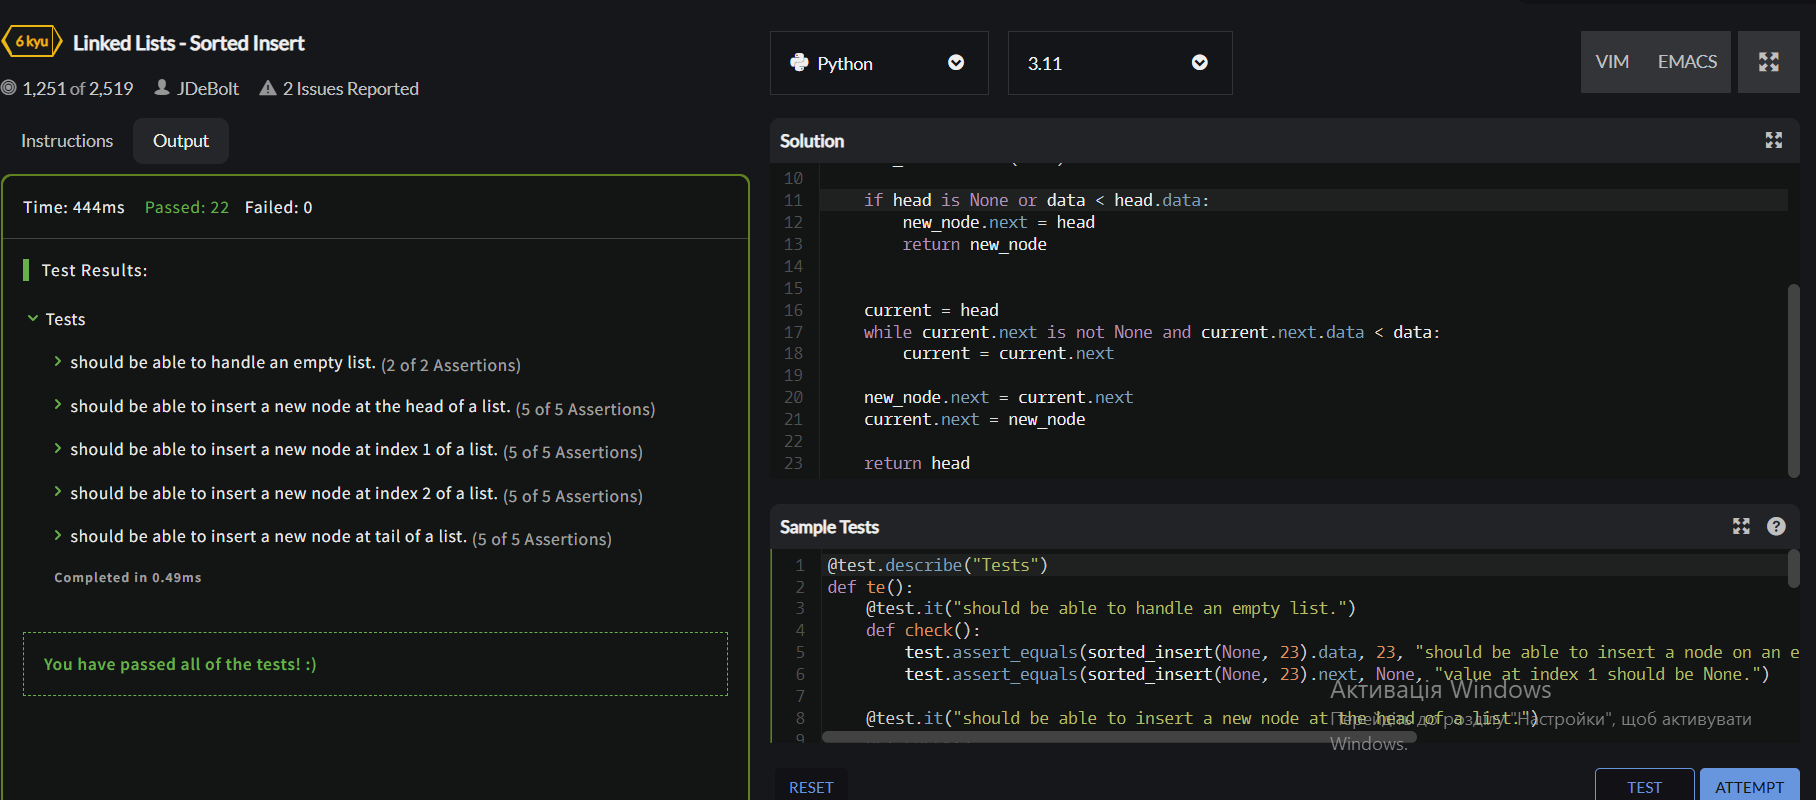 6 kyu
Linked Lists - Sorted Insert
1,251 of 2,519 JDeBolt 2 Issues Reported
Instructions Output
Time: 444ms Passed: 22 Failed: 0
Test Results:
Tests
should be able to handle an empty list. (2 of 2 Assertions)
should be able to insert a new node at the head of a list. (5 of 5 Assertions)
should be able to insert a new node at index 1 of a list. (5 of 5 Assertions)
should be able to insert a new node at index 2 of a list. (5 of 5 Assertions)
should be able to insert a new node at tail of a list. (5 of 5 Assertions)
Completed in 0.49ms
You have passed all of the tests! :)
Python 3.11 VIM EMACS
Solution
10
11 if head is None or data < head.data:
12 new_node.next = head
13 return new_node
14
15
16 current = head
17 while current.next is not None and current.next.data < data:
18 current = current.next
19
20 new_node.next = current.next
21 current.next = new_node
22
23 return head
Sample Tests ?
1 @test.describe("Tests")
2 def te():
3 @test.it("should be able to handle an empty list.")
4 def check():
5 test.assert_equals(sorted_insert(None, 23).data, 23, "should be able to insert a node on an e
6 test.assert_equals(sorted_insert(None, 23).next, None, "value at index 1 should be None.")
7
8 @test.it("should be able to insert a new node at the head of a list.")
9
Активація Windows
Перейдіть до розділу "Настройки", щоб активувати
Windows.
RESET TEST ATTEMPT